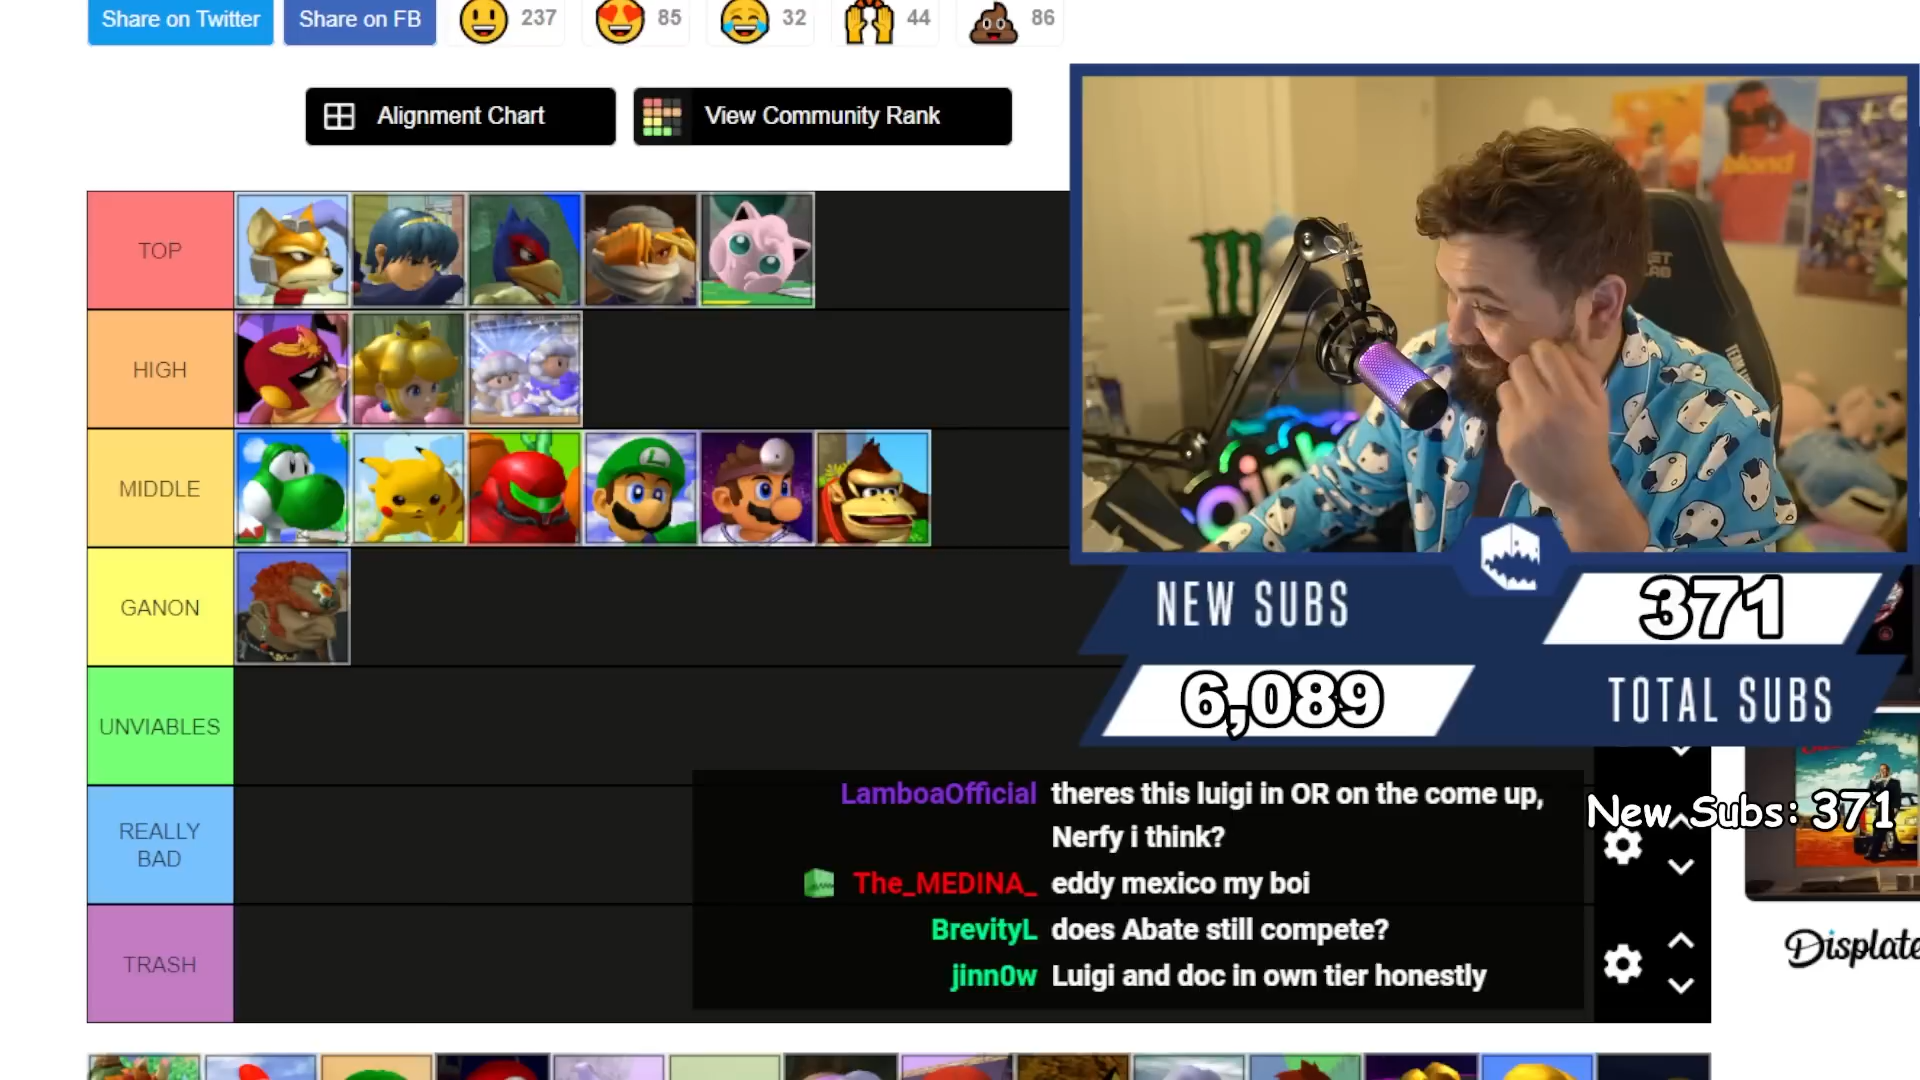 Share on Twitter
Share on FB
237
85
32
44
86
Alignment Chart
View Community Rank
TOP
HIGH
MIDDLE
GANON
UNVIABLES
REALLY
BAD
TRASH
blond
NEW SUBS
371
6,089
TOTAL SUBS
LamboaOfficial theres this luigi in OR on the come up,
Nerfy i think?
The_MEDINA_ eddy mexico my boi
BrevityL does Abate still compete?
jinn0w Luigi and doc in own tier honestly
New Subs: 371
Displate